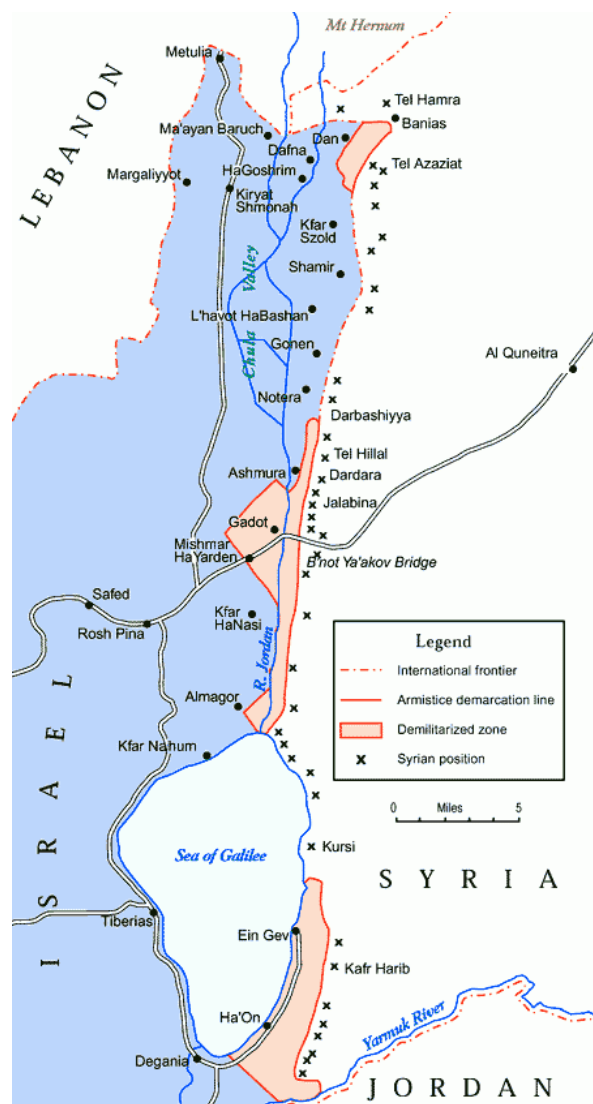 Mt Hermon
Metulia
LEBANON
Tel Hamra
Banias
Ma'ayan Baruch
Dan
Dafna
Tel Azaziat
HaGoshrim
Margaliyyot
Kiryat
Shmonah
Kfar
Szold
Chula Valley
Shamir
L'havot HaBashan
Gonen
Al Quneitra
Notera
Darbashiyya
Tel Hillal
Ashmura
Dardara
Jalabina
Gadot
Mishmar
HaYarden
B'not Ya'akov Bridge
Safed
Kfar
HaNasi
Rosh Pina
R. Jordan
Legend
International frontier
Armistice demarcation line
Demilitarized zone
Syrian position
Almagor
Kfar Nahum
0 Miles 5
ISRAEL
Kursi
Sea of Galilee
SYRIA
Tiberias
Ein Gev
Kafr Harib
Ha'On
Yarmuk River
Degania
JORDAN